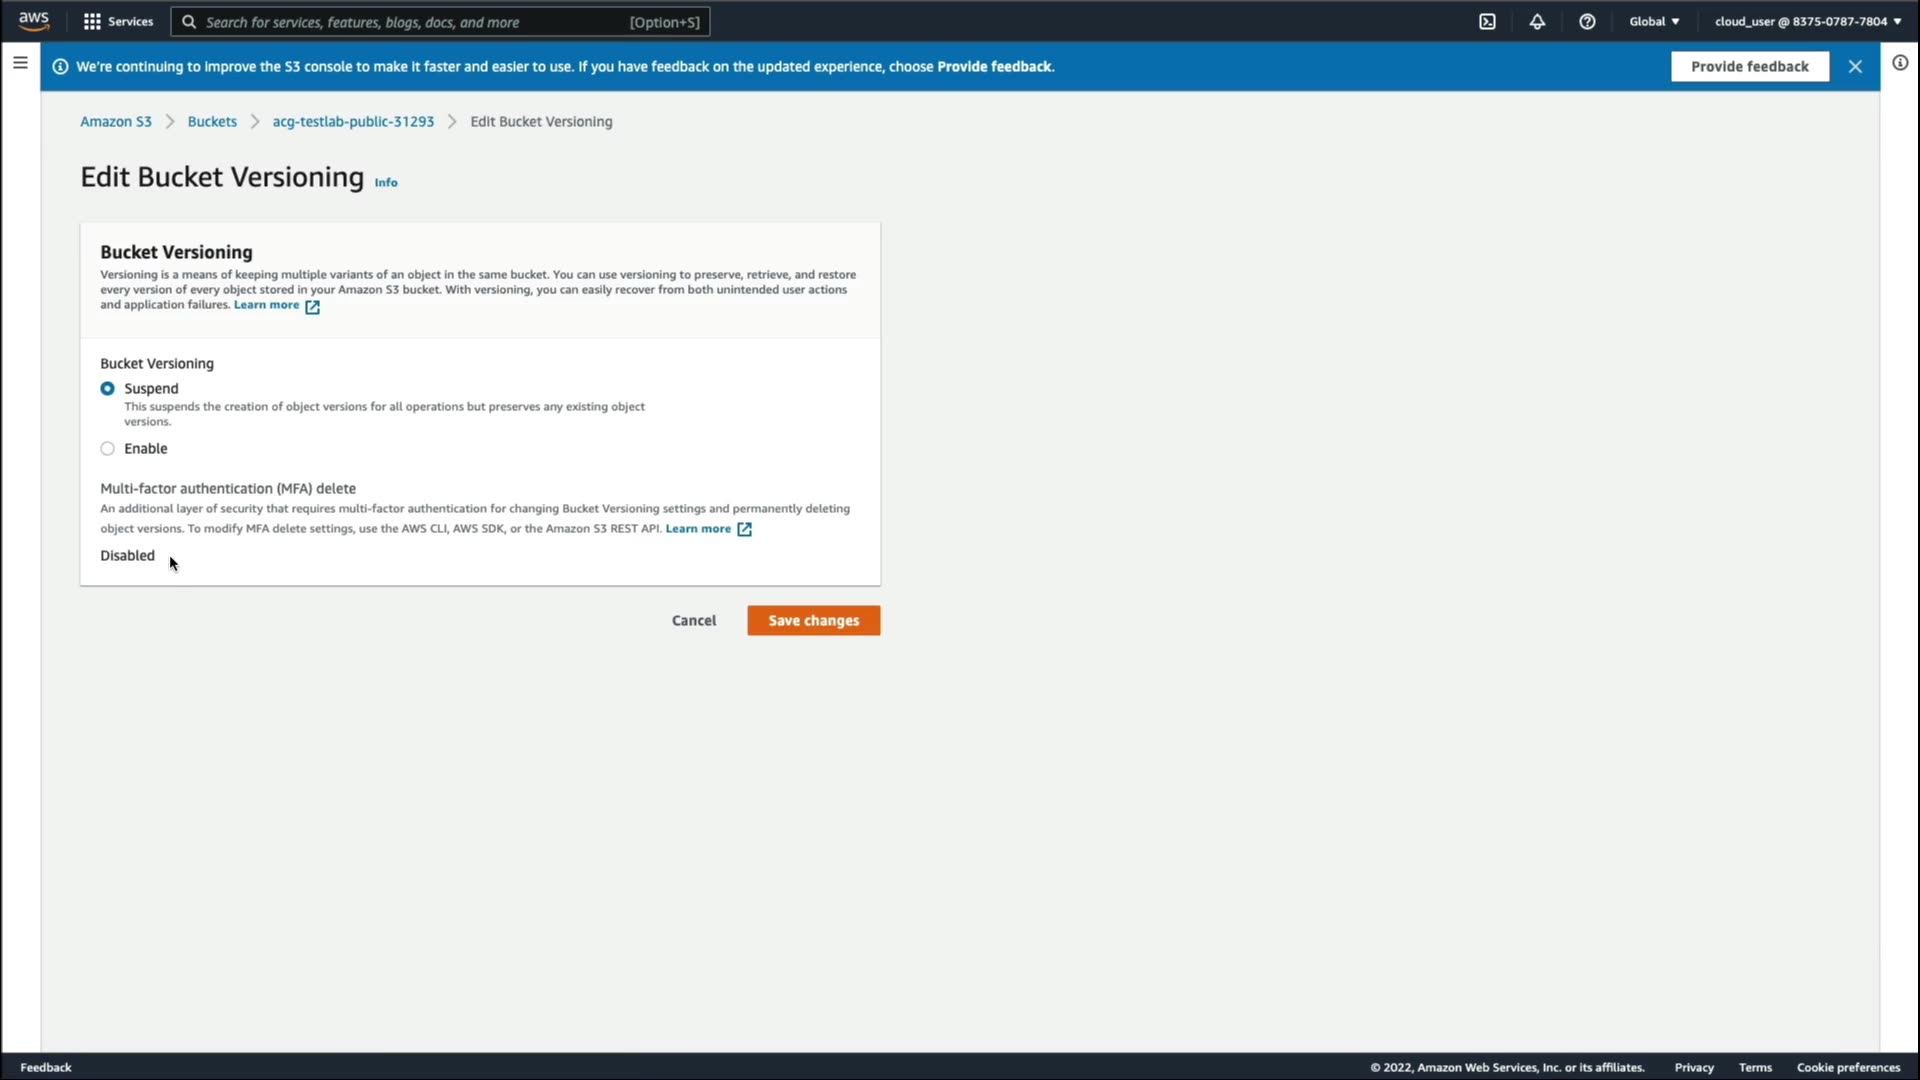 aws
Services
Search for services, features, blogs, docs, and more
[Option+S]
Global ▼
cloud_user @ 8375-0787-7804 ▼
We're continuing to improve the S3 console to make it faster and easier to use. If you have feedback on the updated experience, choose Provide feedback.
Provide feedback
Amazon S3 > Buckets > acg-testlab-public-31293 > Edit Bucket Versioning
Edit Bucket Versioning Info
Bucket Versioning
Versioning is a means of keeping multiple variants of an object in the same bucket. You can use versioning to preserve, retrieve, and restore
every version of every object stored in your Amazon S3 bucket. With versioning, you can easily recover from both unintended user actions
and application failures. Learn more
Bucket Versioning
Suspend
This suspends the creation of object versions for all operations but preserves any existing object
versions.
Enable
Multi-factor authentication (MFA) delete
An additional layer of security that requires multi-factor authentication for changing Bucket Versioning settings and permanently deleting
object versions. To modify MFA delete settings, use the AWS CLI, AWS SDK, or the Amazon S3 REST API. Learn more
Disabled
Cancel
Save changes
Feedback
© 2022, Amazon Web Services, Inc. or its affiliates.
Privacy
Terms
Cookie preferences